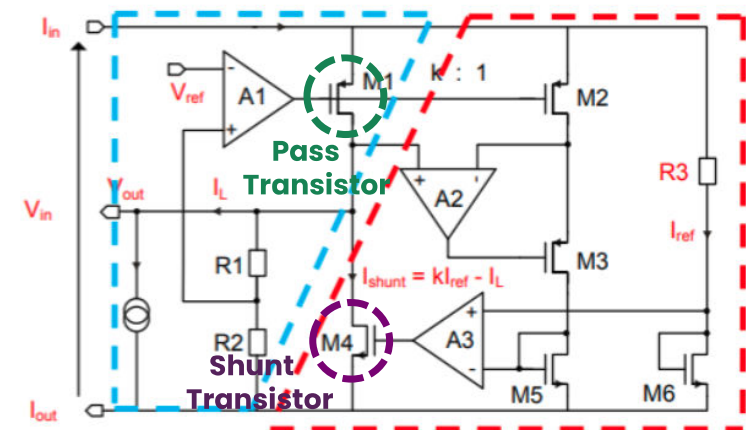 Iin
M1
k : 1
Vref
-
A1
+
M2
Pass
Transistor
+
-
A2
R3
Vout
IL
Vin
Iref
R1
M3
Ishunt = kIref - IL
+
R2
M4
A3
-
Shunt
Transistor
M5
M6
Iout